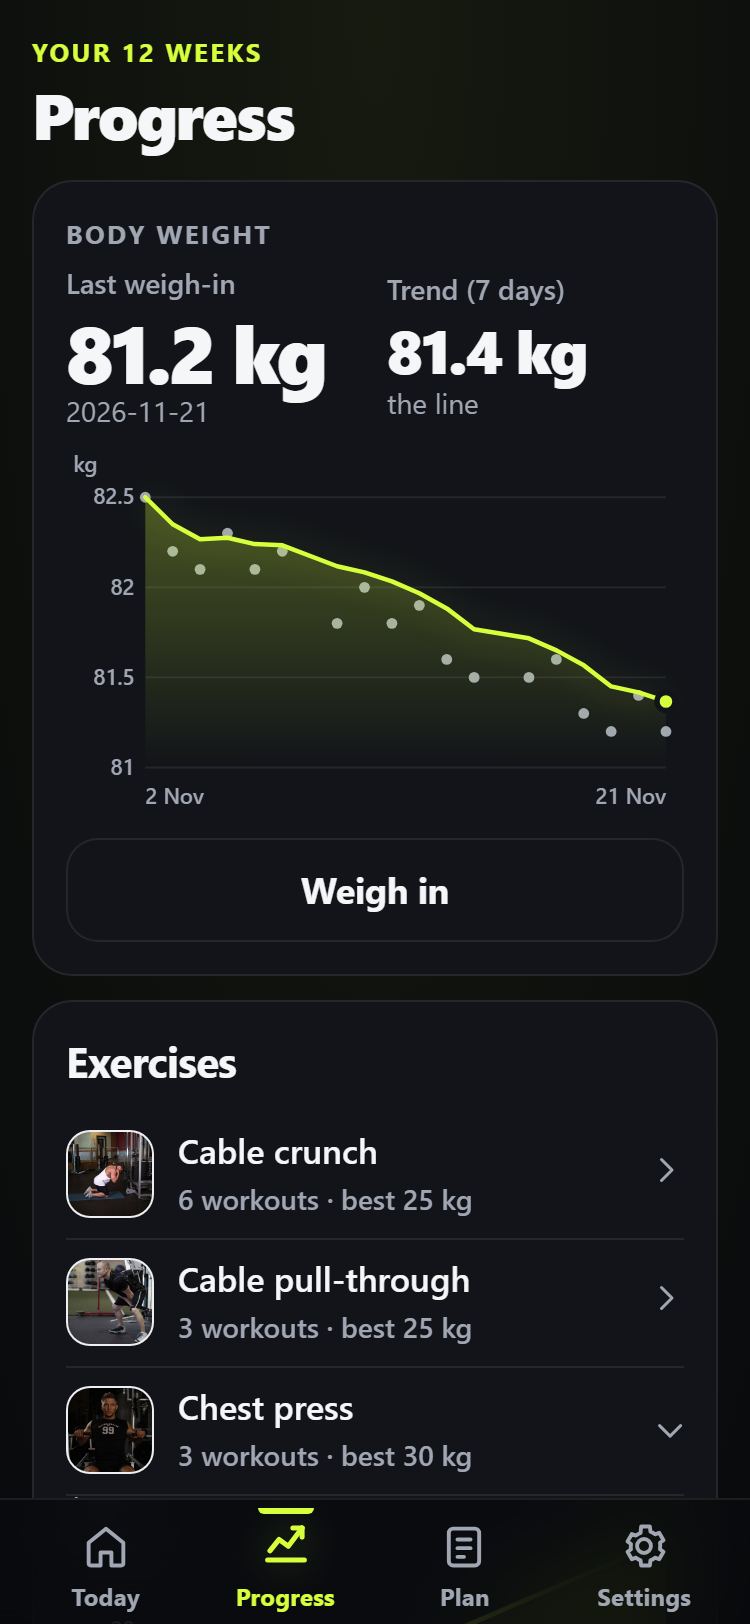 YOUR 12 WEEKS
Progress
BODY WEIGHT
Last weigh-in
81.2 kg
2026-11-21
Trend (7 days)
81.4 kg
the line
kg
82.5
82
81.5
81
2 Nov
21 Nov
Weigh in
Exercises
Cable crunch
6 workouts · best 25 kg
Cable pull-through
3 workouts · best 25 kg
99
Chest press
3 workouts · best 30 kg
Today
Progress
Plan
Settings